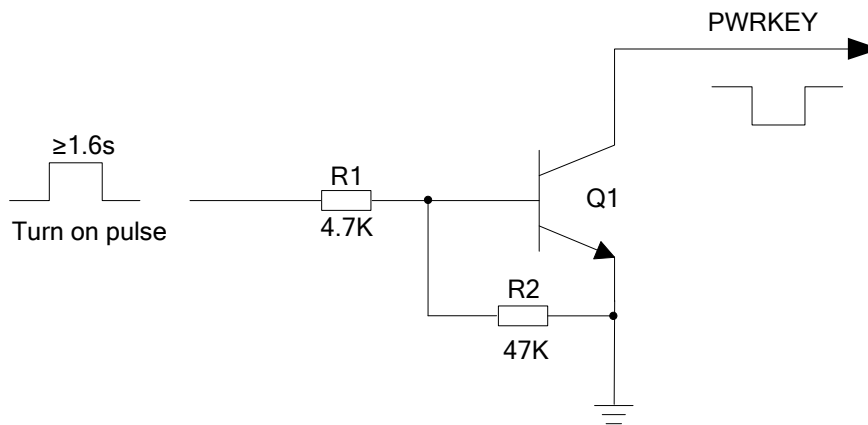 PWRKEY
≥1.6s
Turn on pulse
R1
4.7K
Q1
R2
47K